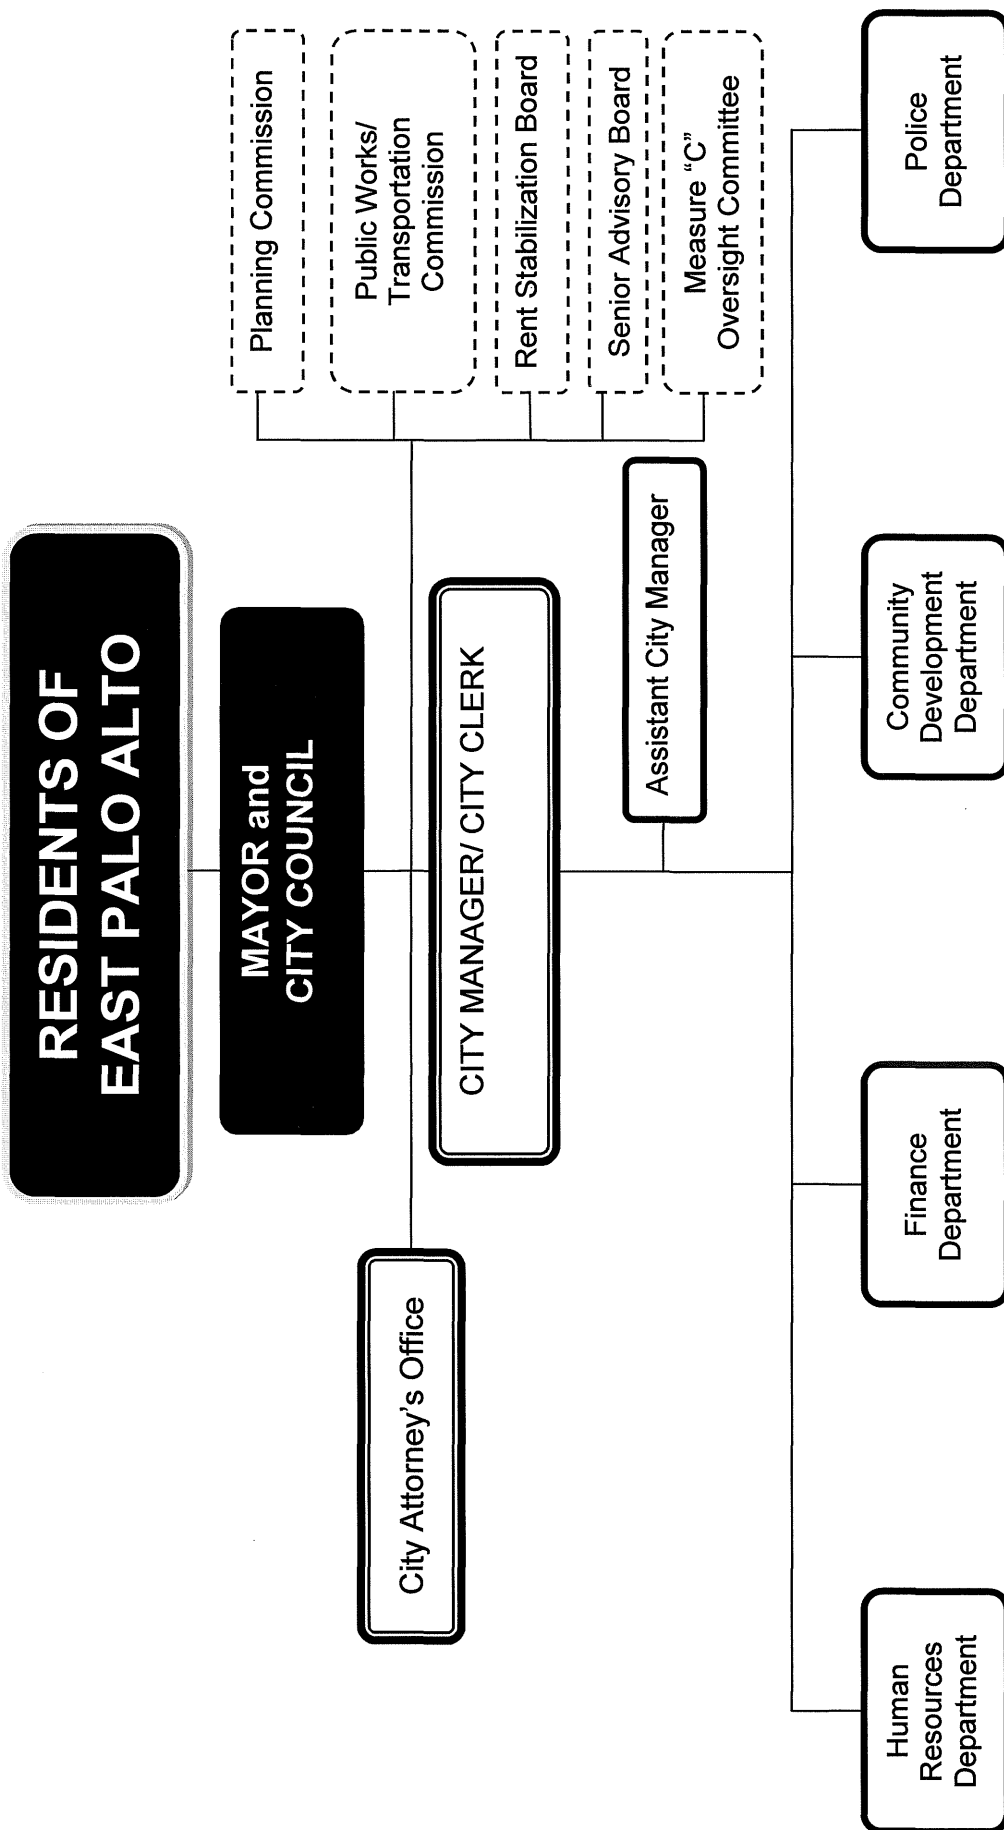 RESIDENTS OF
EAST PALO ALTO
MAYOR and
CITY COUNCIL
Planning Commission
Public Works/
Transportation
Commission
Rent Stabilization Board
Senior Advisory Board
Measure “C”
Oversight Committee
City Attorney’s Office
CITY MANAGER/ CITY CLERK
Assistant City Manager
Human
Resources
Department
Finance
Department
Community
Development
Department
Police
Department